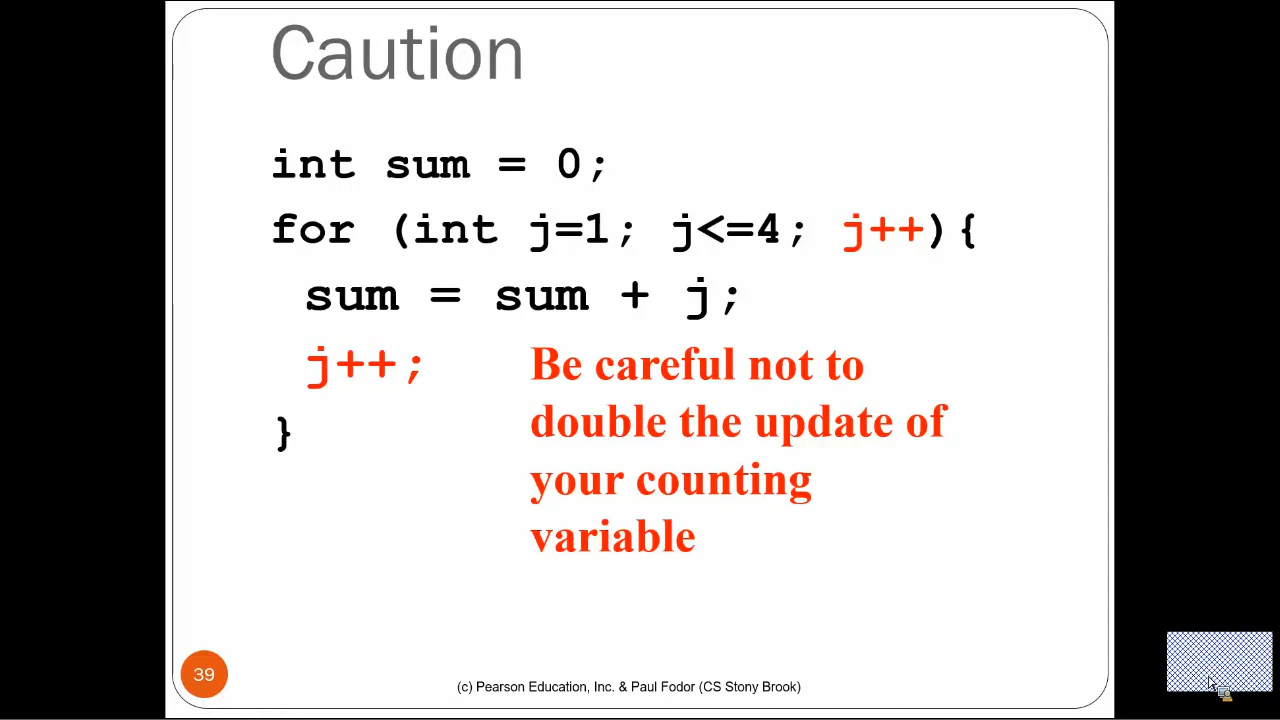 Caution
int sum = 0;
for (int j=1; j<=4; j++){
sum = sum + j;
j++;
Be careful not to
double the update of
your counting
variable
}
39
(c) Pearson Education, Inc. & Paul Fodor (CS Stony Brook)